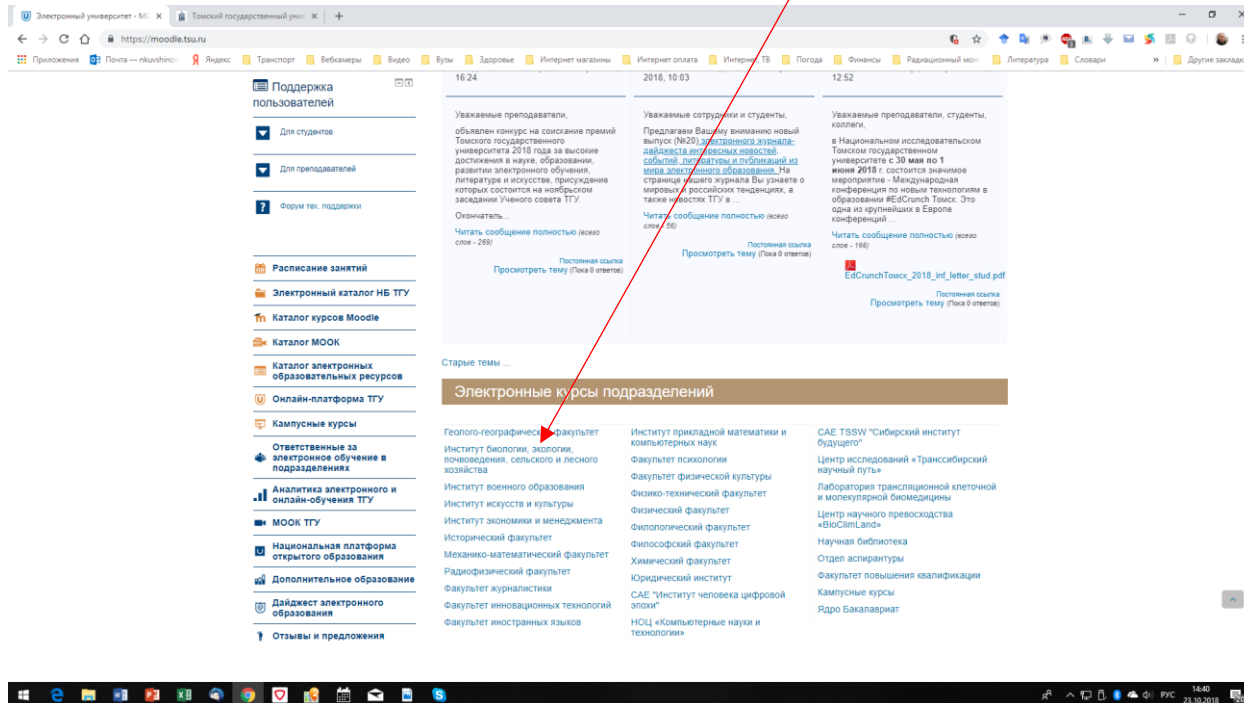 Электронный университет - МО
Томский государственный унив
https://moodle.tsu.ru
Приложения
Почта — nkuvshinov
Яндекс
Транспорт
Вебкамеры
Видео
Вузы
Здоровье
Интернет магазины
Интернет оплата
Интернет, ТВ
Погода
Финансы
Радиационный мон
Литература
Словари
»
Другие закладки
Поддержка
пользователей
Для студентов
Для преподавателей
Форум тех. поддержки
Расписание занятий
Электронный каталог НБ ТГУ
Каталог курсов Moodle
Каталог МООК
Каталог электронных
образовательных ресурсов
Онлайн-платформа ТГУ
Кампусные курсы
Ответственные за
электронное обучение в
подразделениях
Аналитика электронного и
онлайн-обучения ТГУ
МООК ТГУ
Национальная платформа
открытого образования
Дополнительное образование
Дайджест электронного
образования
Отзывы и предложения
16:24
Уважаемые преподаватели,
объявлен конкурс на соискание премий
Томского государственного
университета 2018 года за высокие
достижения в науке, образовании,
развитии электронного обучения,
литературе и искусстве, присуждение
которых состоится на ноябрьском
заседании Ученого совета ТГУ.
Окончатель...
Читать сообщение полностью (всего
слов - 269)
Постоянная ссылка
Просмотреть тему (Пока 0 ответов)
2018, 10:03
Уважаемые сотрудники и студенты,
Предлагаем Вашему вниманию новый
выпуск (№20) электронного журнала-
дайджеста интересных новостей,
событий, литературы и публикаций из
мира электронного образования. На
странице нашего журнала Вы узнаете о
мировых и российских тенденциях, а
также новостях ТГУ в ...
Читать сообщение полностью (всего
слов - 56)
Постоянная ссылка
Просмотреть тему (Пока 0 ответов)
12:52
Уважаемые преподаватели, студенты,
коллеги,
в Национальном исследовательском
Томском государственном
университете с 30 мая по 1
июня 2018 г. состоится значимое
мероприятие - Международная
конференция по новым технологиям в
образовании #EdCrunch Томск. Это
одна из крупнейших в Европе
конференций ...
Читать сообщение полностью (всего
слов - 166)
EdCrunchТомск_2018_inf_letter_stud.pdf
Постоянная ссылка
Просмотреть тему (Пока 0 ответов)
Старые темы ...
Электронные курсы подразделений
Геолого-географический факультет
Институт биологии, экологии,
почвоведения, сельского и лесного
хозяйства
Институт военного образования
Институт искусств и культуры
Институт экономики и менеджмента
Исторический факультет
Механико-математический факультет
Радиофизический факультет
Факультет журналистики
Факультет инновационных технологий
Факультет иностранных языков
Институт прикладной математики и
компьютерных наук
Факультет психологии
Факультет физической культуры
Физико-технический факультет
Физический факультет
Филологический факультет
Философский факультет
Химический факультет
Юридический институт
САЕ "Институт человека цифровой
эпохи"
НОЦ «Компьютерные науки и
технологии»
САЕ TSSW "Сибирский институт
будущего"
Центр исследований «Транссибирский
научный путь»
Лаборатория трансляционной клеточной
и молекулярной биомедицины
Центр научного превосходства
«BioClimLand»
Научная библиотека
Отдел аспирантуры
Факультет повышения квалификации
Кампусные курсы
Ядро Бакалавриат
РУС
14:40
23.10.2018